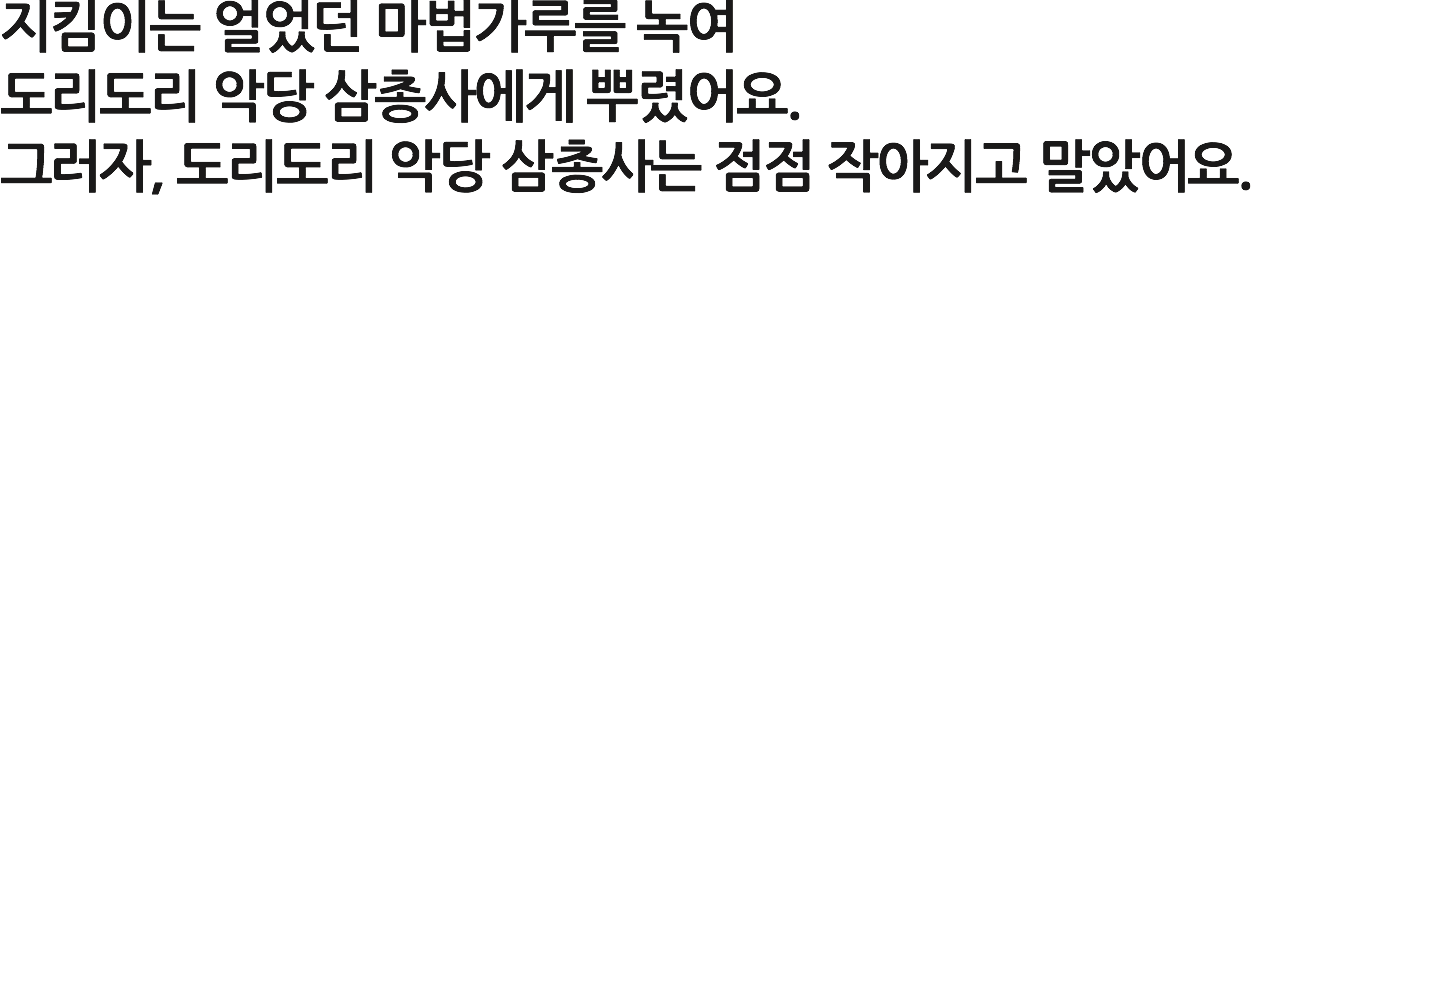 지킴이는 얼었던 마법가루를 녹여
도리도리 악당 삼총사에게 뿌렸어요.
그러자, 도리도리 악당 삼총사는 점점 작아지고 말았어요.